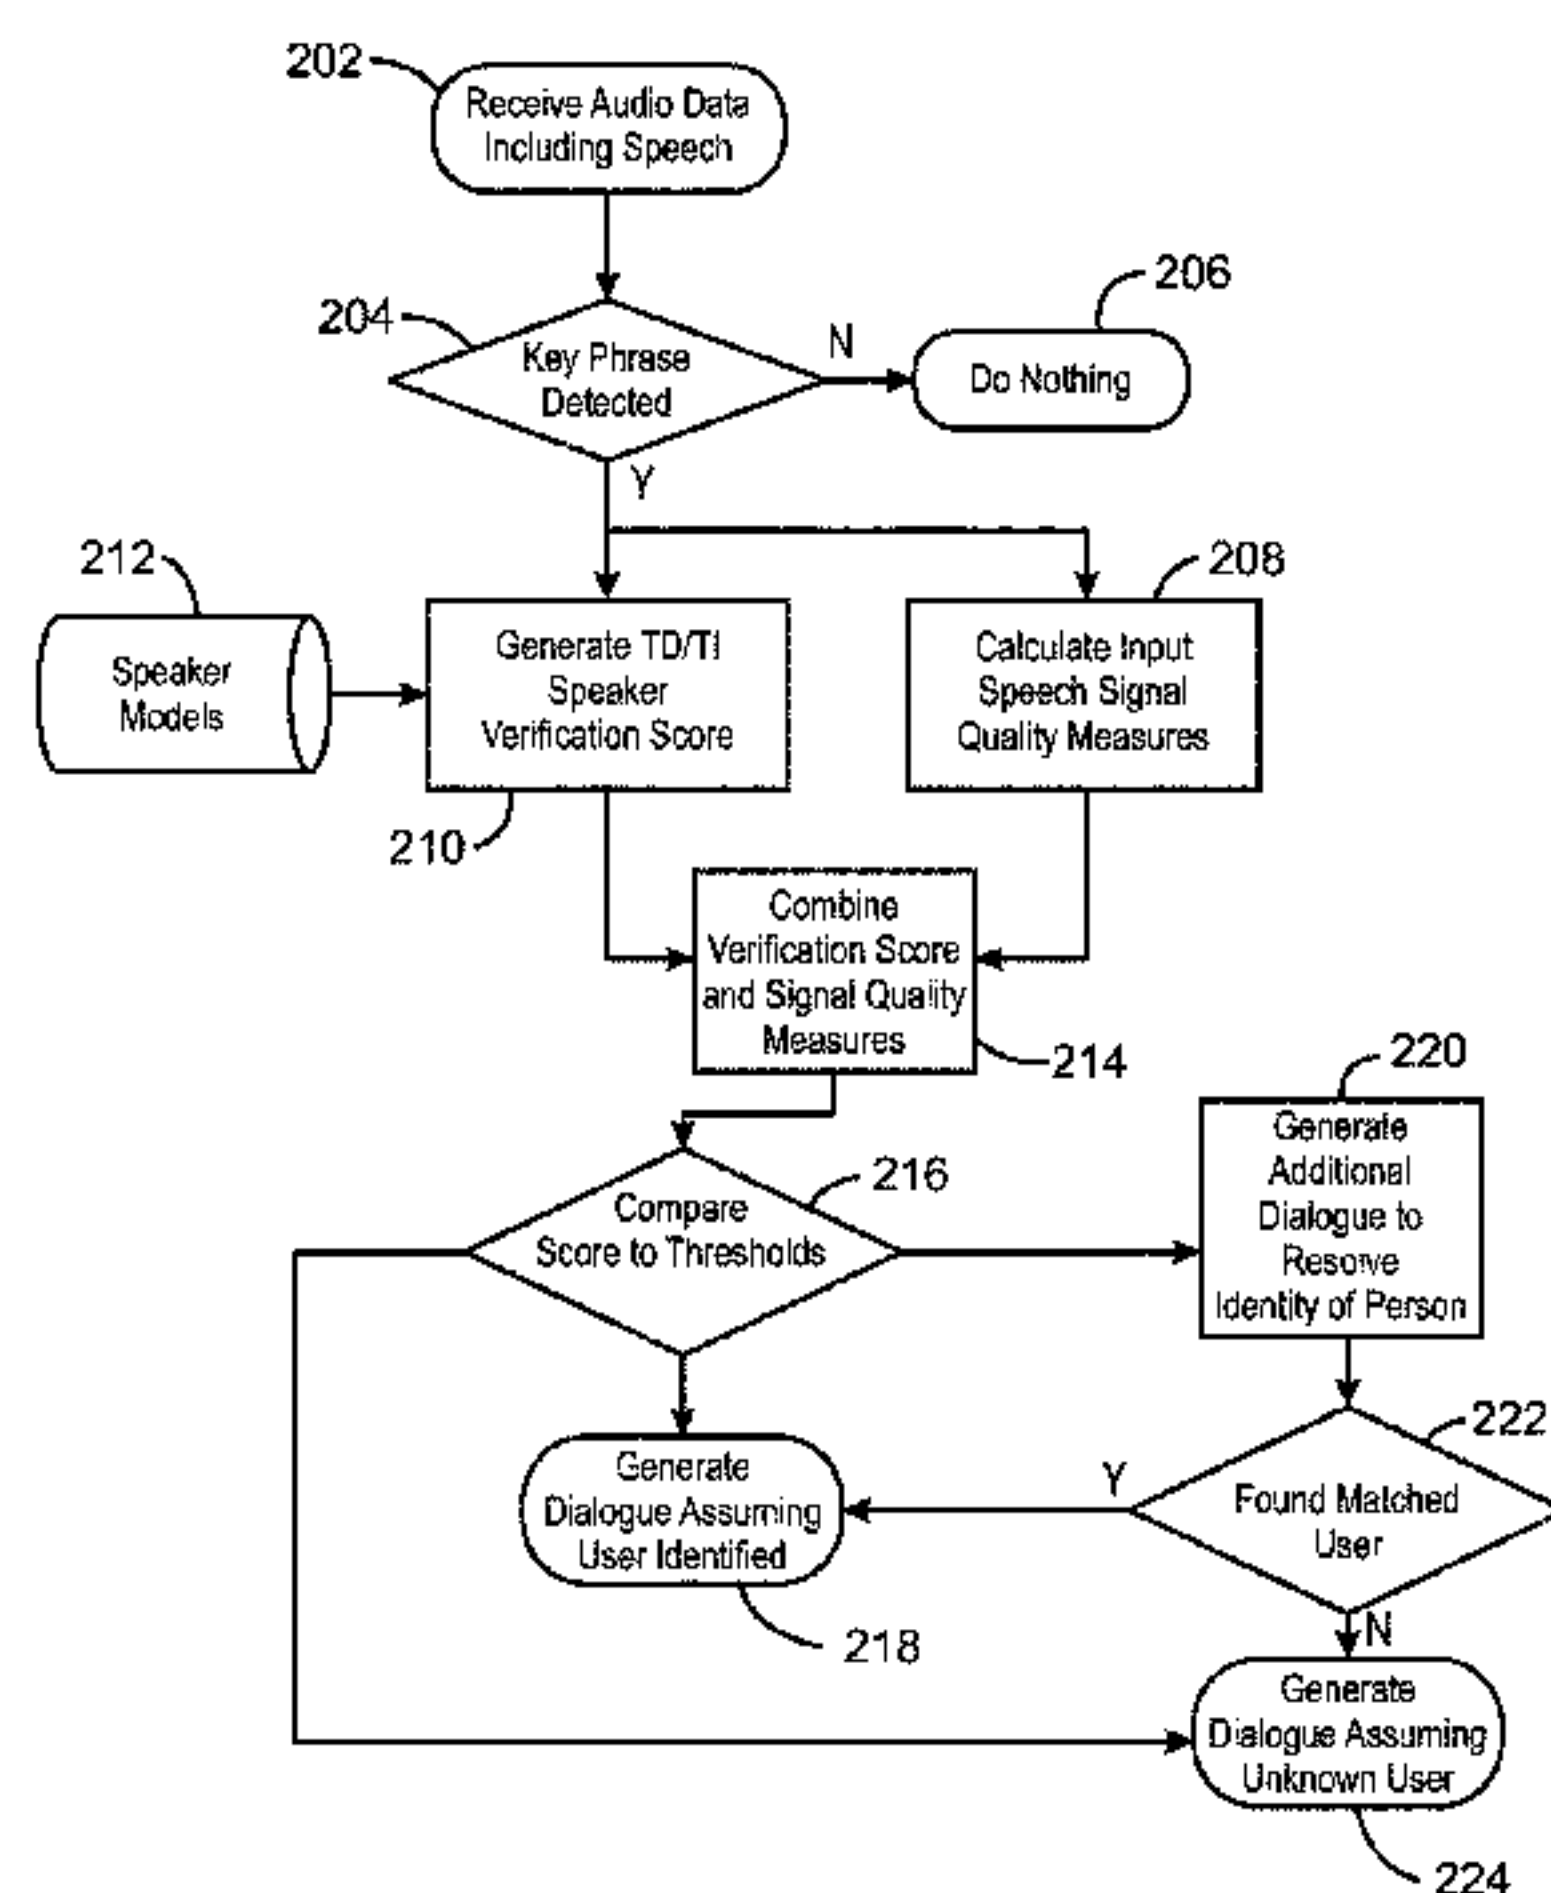 202
Receive Audio Data
Including Speech
206
204
Key Phrase
Detected
N
Do Nothing
Y
212
208
Speaker
Models
Generate TD/TI
Speaker
Verification Score
Calculate Input
Speech Signal
Quality Measures
210
Combine
Verification Score
and Signal Quality
Measures
214
220
Generate
Additional
Dialogue to
Resolve
Identity of Person
216
Compare
Score to Thresholds
222
Generate
Dialogue Assuming
User Identified
Y
Found Matched
User
218
N
Generate
Dialogue Assuming
Unknown User
224